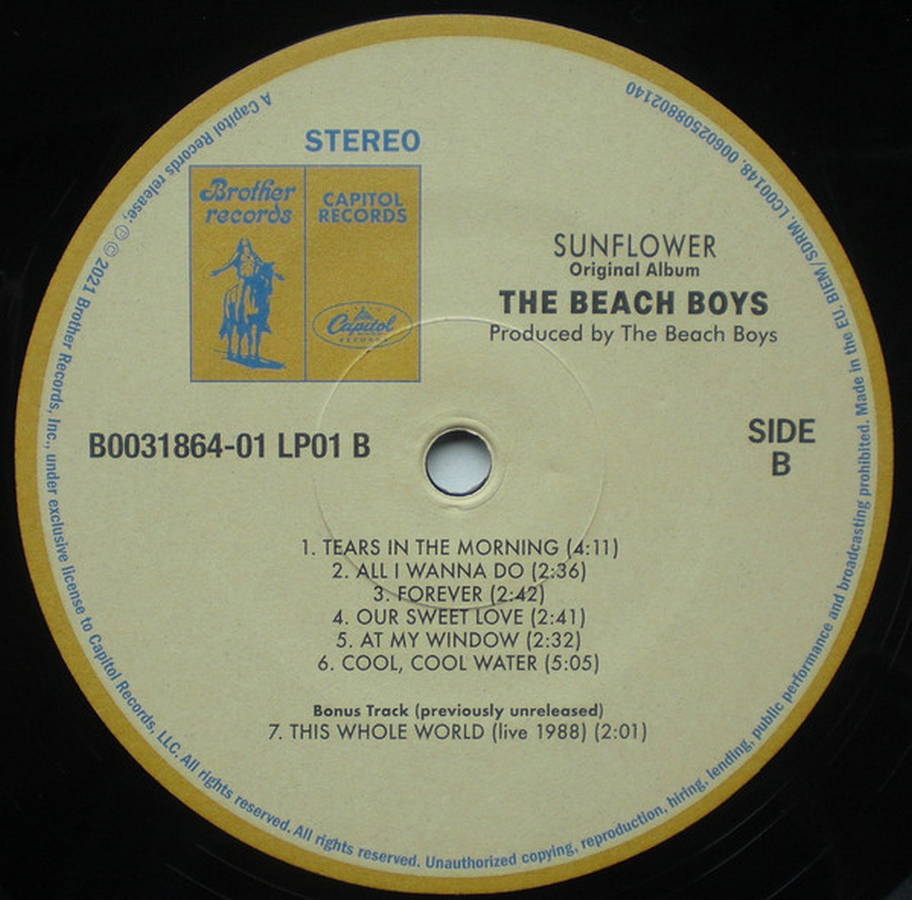 STEREO
Brother
records
CAPITOL
RECORDS
Capitol
RECORDS
SUNFLOWER
Original Album
THE BEACH BOYS
Produced by The Beach Boys
B0031864-01 LP01 B
SIDE
B
1. TEARS IN THE MORNING (4:11)
2. ALL I WANNA DO (2:36)
3. FOREVER (2:42)
4. OUR SWEET LOVE (2:41)
5. AT MY WINDOW (2:32)
6. COOL, COOL WATER (5:05)
Bonus Track (previously unreleased)
7. THIS WHOLE WORLD (live 1988) (2:01)
A Capitol Records release; ℗© 2021 Brother Records, Inc., under exclusive license to Capitol Records, LLC. All rights reserved. All rights reserved. Unauthorized copying, reproduction, hiring, lending, public performance and broadcasting prohibited. Made in the EU. BIEM/SDRM. LC00148. 00602508802140